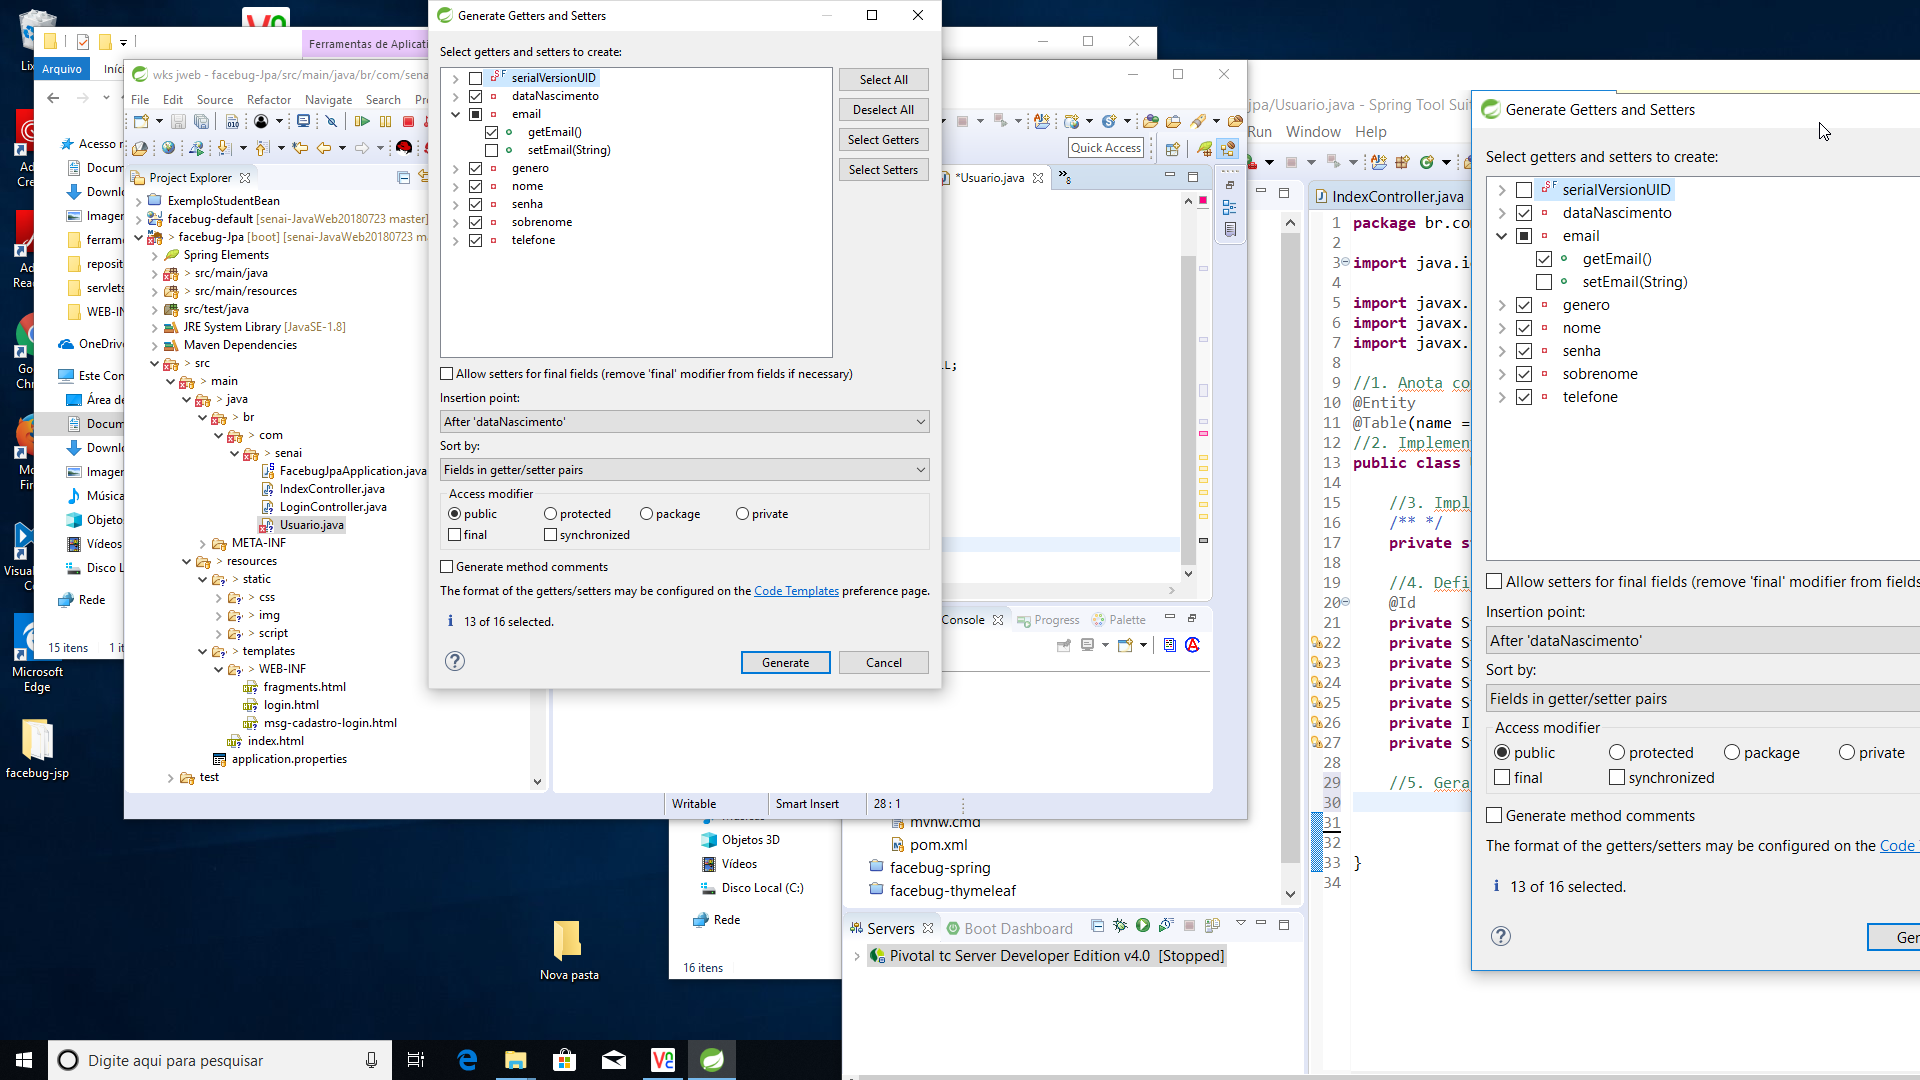 Generate Getters and Setters
Ferramentas de Aplicati
Arquivo
Iníci
wks jweb - facebug-Jpa/src/main/java/br/com/sena
File Edit Source Refactor Navigate Search Pr
Select getters and setters to create:
serialVersionUID
dataNascimento
email
getEmail()
setEmail(String)
genero
nome
senha
sobrenome
telefone
Select All
Deselect All
Select Getters
Select Setters
Allow setters for final fields (remove 'final' modifier from fields if necessary)
Insertion point:
After 'dataNascimento'
Sort by:
Fields in getter/setter pairs
Access modifier
public protected package private
final synchronized
Generate method comments
The format of the getters/setters may be configured on the Code Templates preference page.
13 of 16 selected.
Generate
Cancel
Quick Access
*Usuario.java
8
L;
Project Explorer
ExemploStudentBean
facebug-default [senai-JavaWeb20180723 master]
> facebug-Jpa [boot] [senai-JavaWeb20180723 m
Spring Elements
> src/main/java
> src/main/resources
src/test/java
JRE System Library [JavaSE-1.8]
Maven Dependencies
> src
> main
> java
> br
> com
> senai
FacebugJpaApplication.java
IndexController.java
LoginController.java
Usuario.java
META-INF
> resources
> static
> css
> img
> script
> templates
> WEB-INF
fragments.html
login.html
msg-cadastro-login.html
index.html
application.properties
test
Console
Progress
Palette
Writable
Smart Insert
28 : 1
Lix
Ad
Cre
Ad
Rea
Go
Chr
Mo
Fir
Visual
C
Microsoft
Edge
facebug-jsp
Nova pasta
Acesso r
Docum
Downlo
Imagen
ferrame
reposit
servlets
WEB-IN
OneDrive
Este Con
Área de
Docum
Downlo
Imagen
Música
Objeto
Vídeos
Disco L
Rede
15 itens
1 it
Objetos 3D
Vídeos
Disco Local (C:)
Rede
16 itens
mvnw.cmd
pom.xml
facebug-spring
facebug-thymeleaf
Servers
Boot Dashboard
Pivotal tc Server Developer Edition v4.0 [Stopped]
jpa/Usuario.java - Spring Tool Sui
Run Window Help
IndexController.java
1 package br.co
2
3 import java.i
4
5 import javax.
6 import javax.
7 import javax.
8
9 //1. Anota co
10 @Entity
11 @Table(name =
12 //2. Implemen
13 public class
14
15 //3. Impl
16 /** */
17 private s
18
19 //4. Defi
20 @Id
21 private S
22 private S
23 private S
24 private S
25 private S
26 private I
27 private S
28
29 //5. Gera
30
31
32
33 }
34
Generate Getters and Setters
Select getters and setters to create:
serialVersionUID
dataNascimento
email
getEmail()
setEmail(String)
genero
nome
senha
sobrenome
telefone
Allow setters for final fields (remove 'final' modifier from fields
Insertion point:
After 'dataNascimento'
Sort by:
Fields in getter/setter pairs
Access modifier
public protected package private
final synchronized
Generate method comments
The format of the getters/setters may be configured on the Code
13 of 16 selected.
Ger
Digite aqui para pesquisar